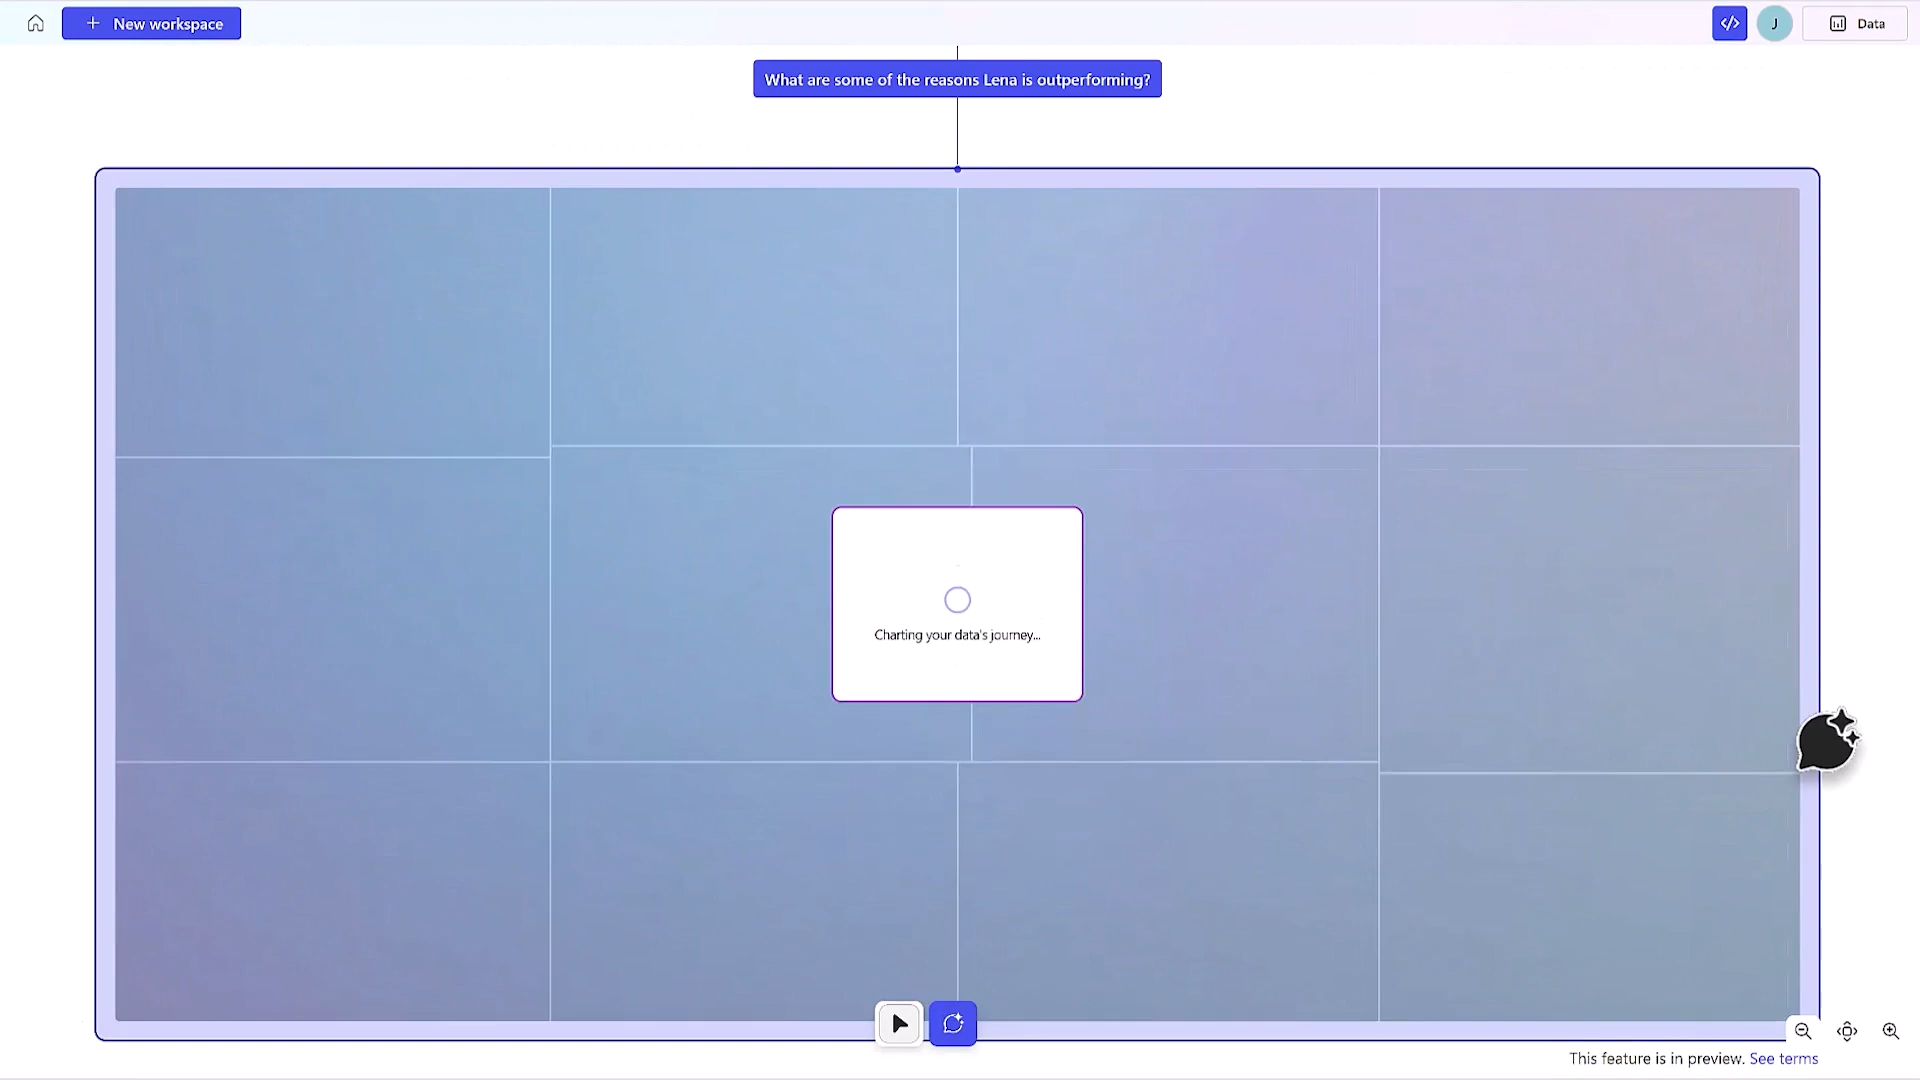 New workspace
J
Data
What are some of the reasons Lena is outperforming?
Charting your data's journey...
This feature is in preview. See terms